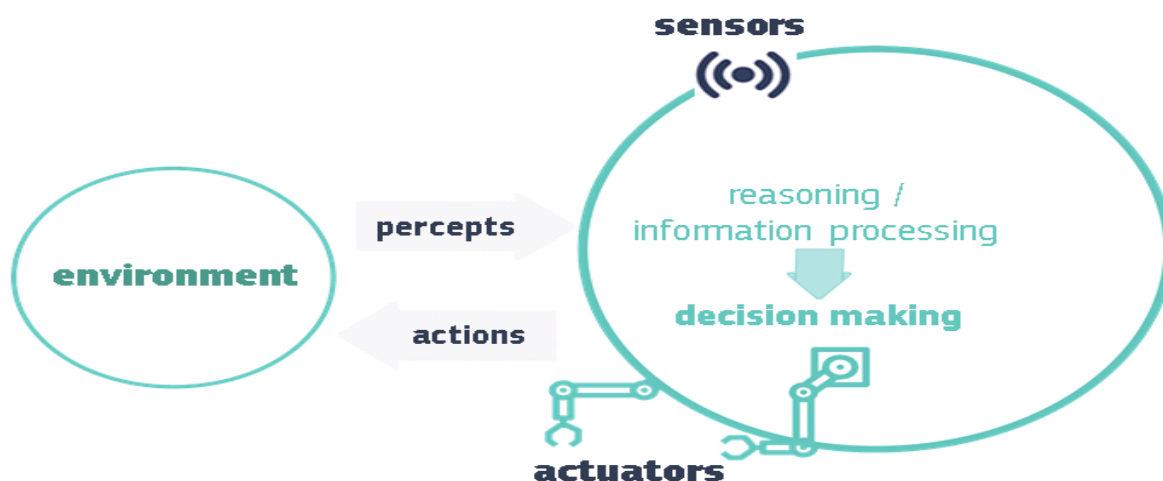 sensors
reasoning /
information processing
percepts
environment
decision making
actions
actuators